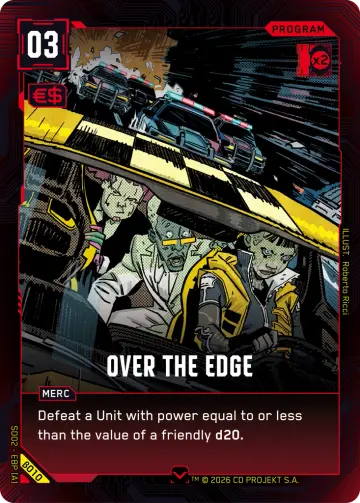 03
PROGRAM
x2
€$
ILLUST. Roberto Ricci
OVER THE EDGE
MERC
Defeat a Unit with power equal to or less
than the value of a friendly d20.
SD02 - EBP [A]
B010
™ © 2026 CD PROJEKT S.A.